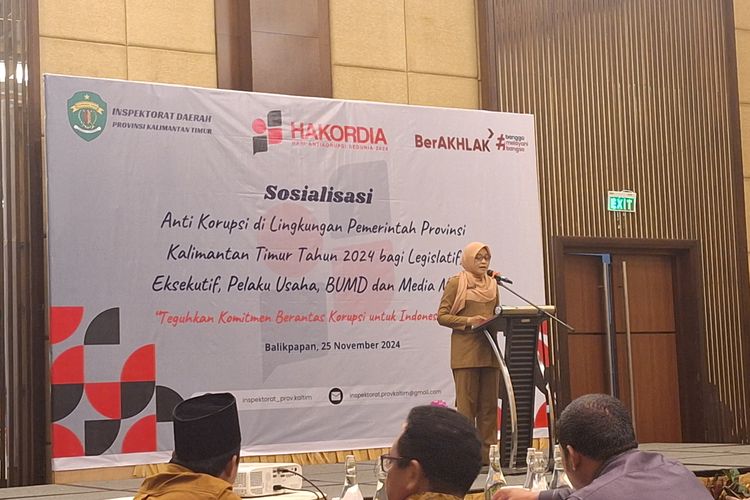 INSPEKTORAT DAERAH
PROVINSI KALIMANTAN TIMUR
HAKORDIA
HARI ANTIKORUPSI SEDUNIA 2024
BerAKHLAK
# bangga
melayani
bangsa
Sosialisasi
Anti Korupsi di Lingkungan Pemerintah Provinsi
Kalimantan Timur Tahun 2024 bagi Legislatif,
Eksekutif, Pelaku Usaha, BUMD dan Media
"Teguhkan Komitmen Berantas Korupsi untuk
Balikpapan, 25 November 2024
inspektorat_prov.kaltim
inspektorat.provkaltim@gmail.com
EXIT